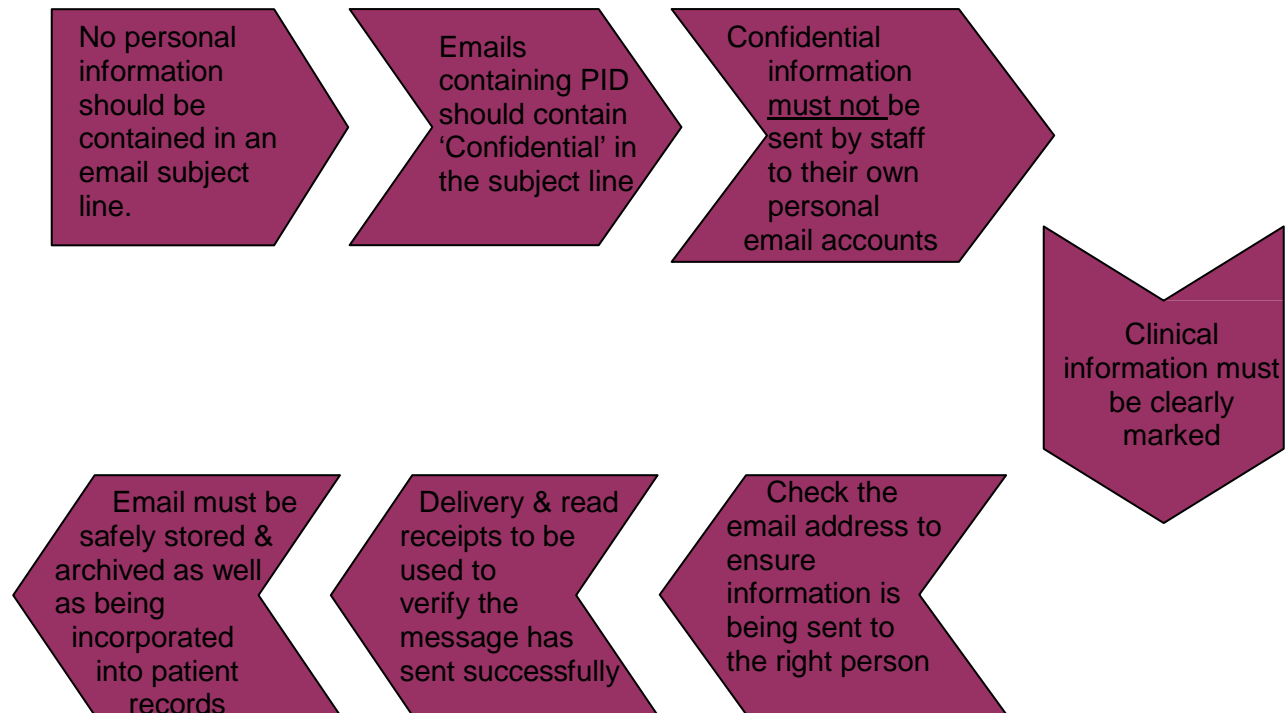 No personal
information
should be
contained in an
email subject
line.
Emails
containing PID
should contain
‘Confidential’ in
the subject line
Confidential
information
must not be
sent by staff
to their own
personal
email accounts
Clinical
information must
be clearly
marked
Check the
email address to
ensure
information is
being sent to
the right person
Delivery & read
receipts to be
used to
verify the
message has
sent successfully
Email must be
safely stored &
archived as well
as being
incorporated
into patient
records